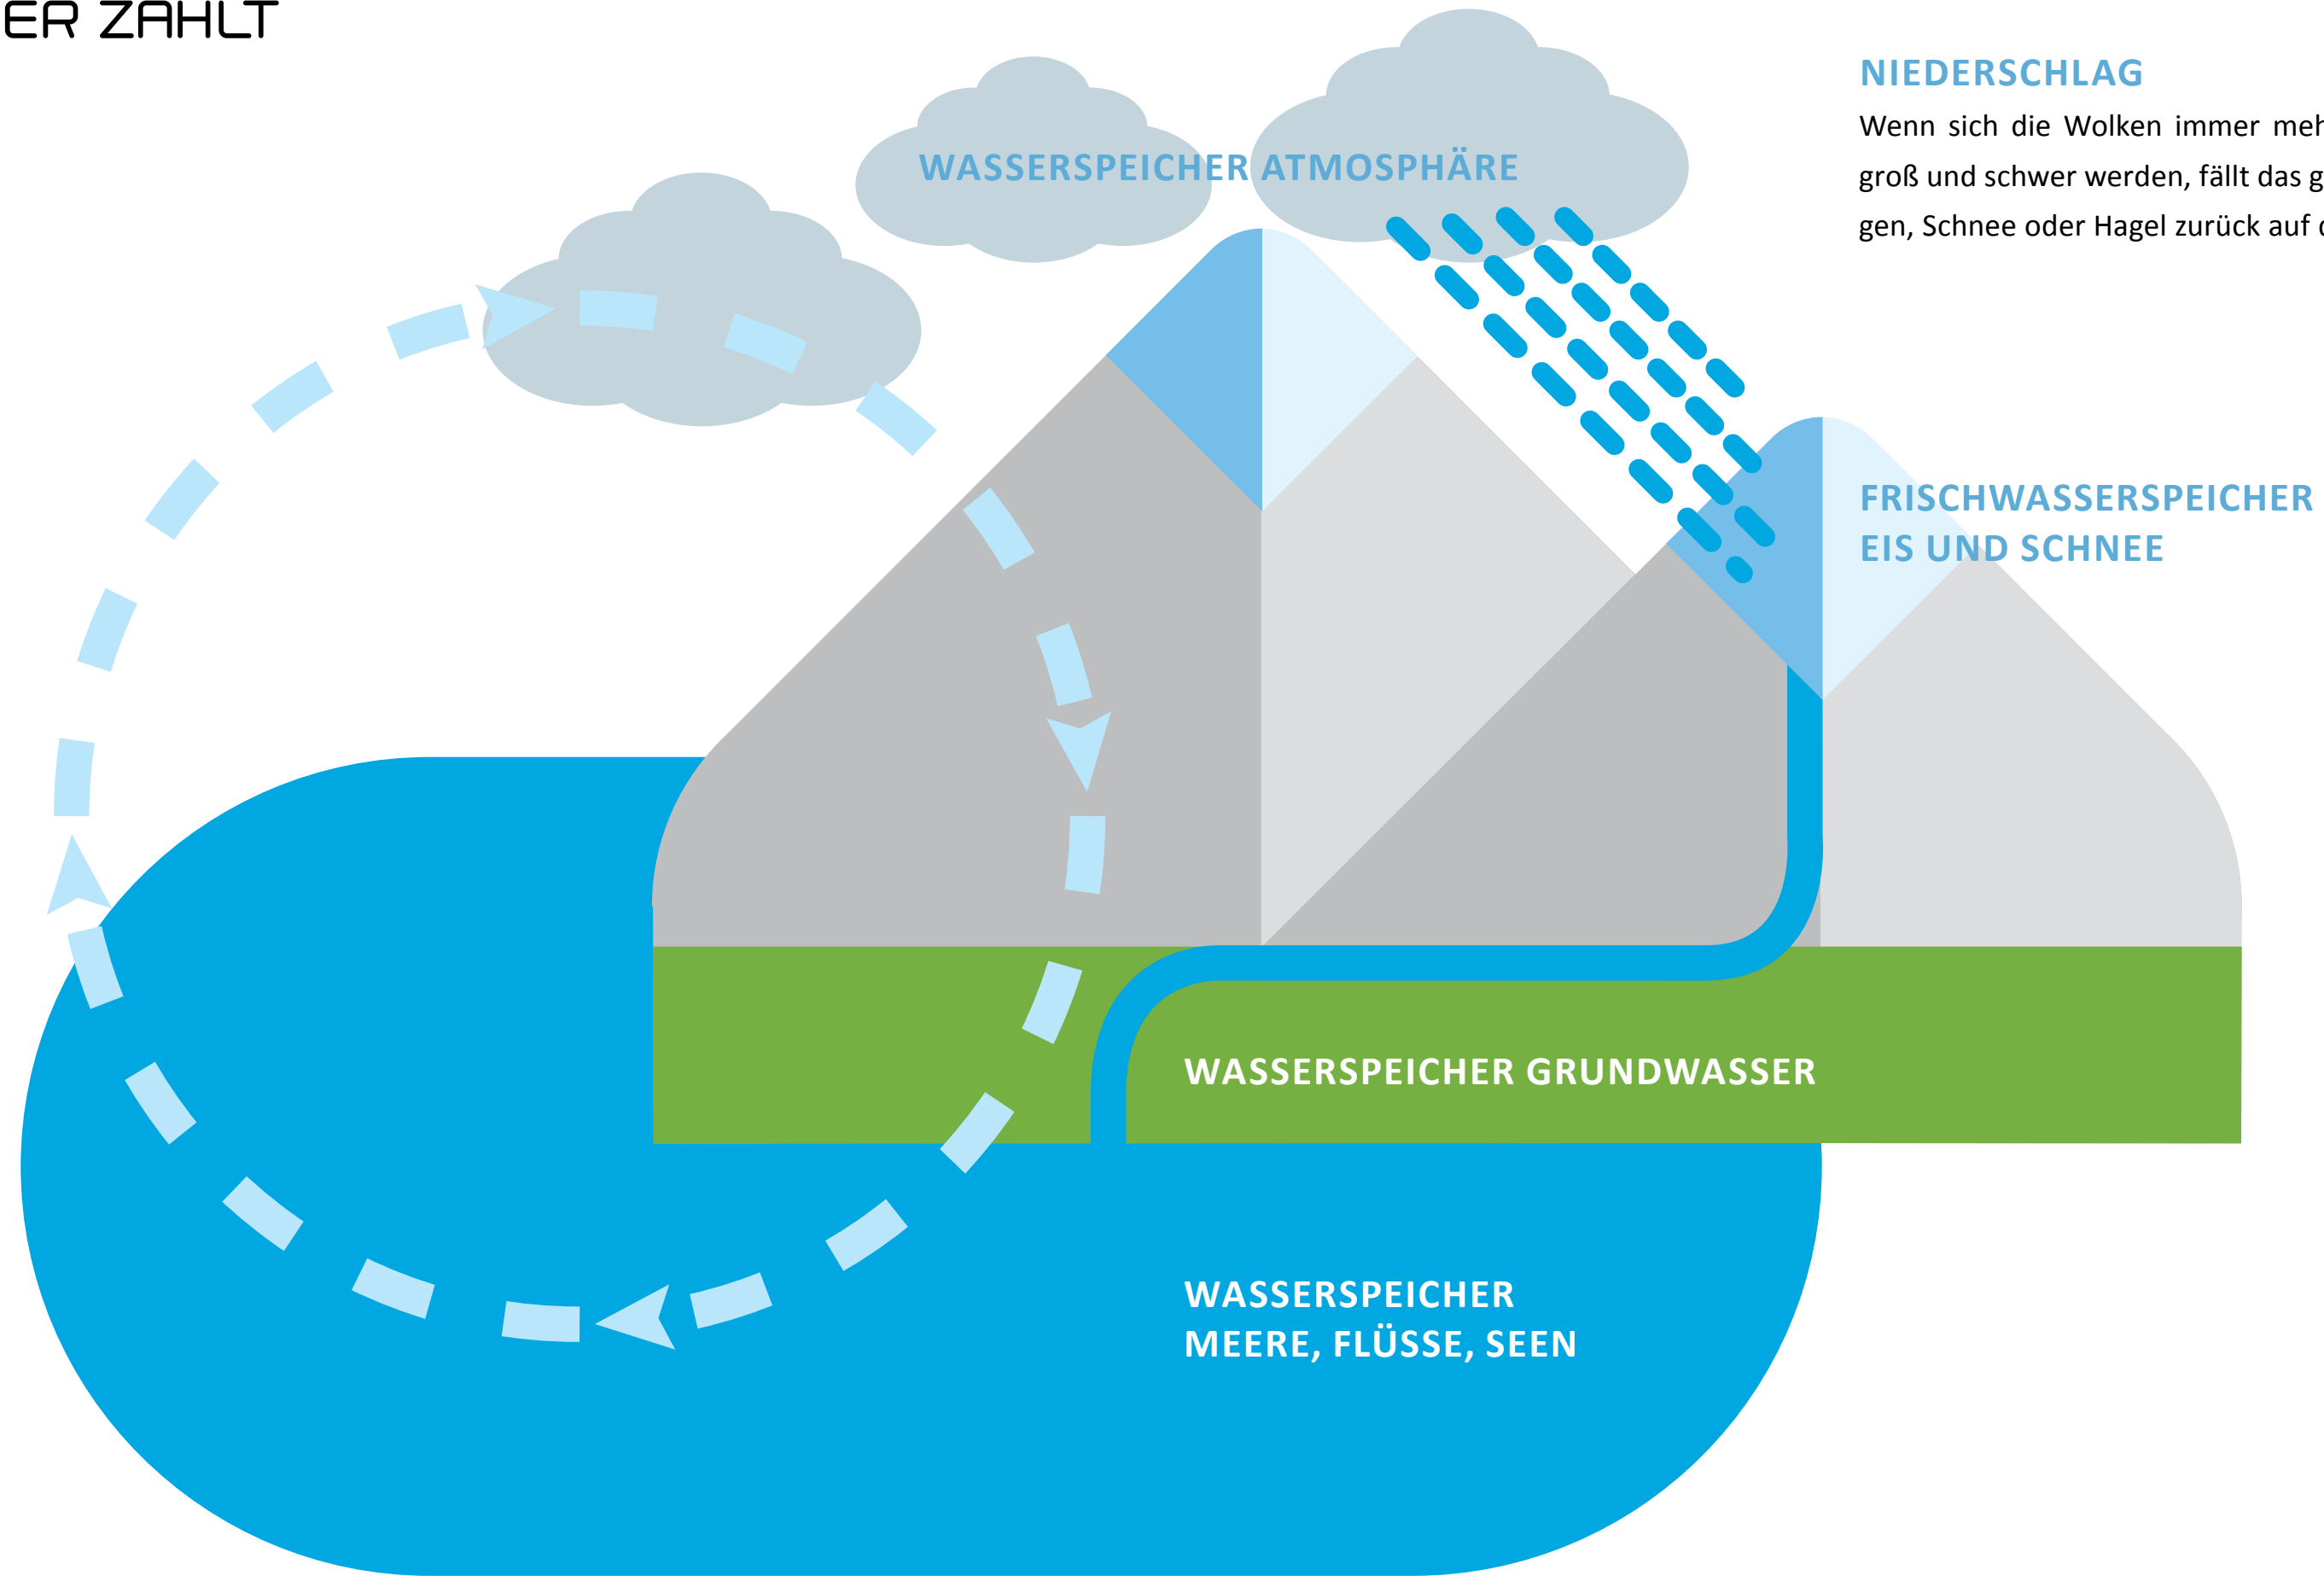 ER ZAHLT
NIEDERSCHLAG
Wenn sich die Wolken immer meh
groß und schwer werden, fällt das g
gen, Schnee oder Hagel zurück auf d
WASSERSPEICHER ATMOSPHÄRE
FRISCHWASSERSPEICHER
EIS UND SCHNEE
WASSERSPEICHER GRUNDWASSER
WASSERSPEICHER
MEERE, FLÜSSE, SEEN